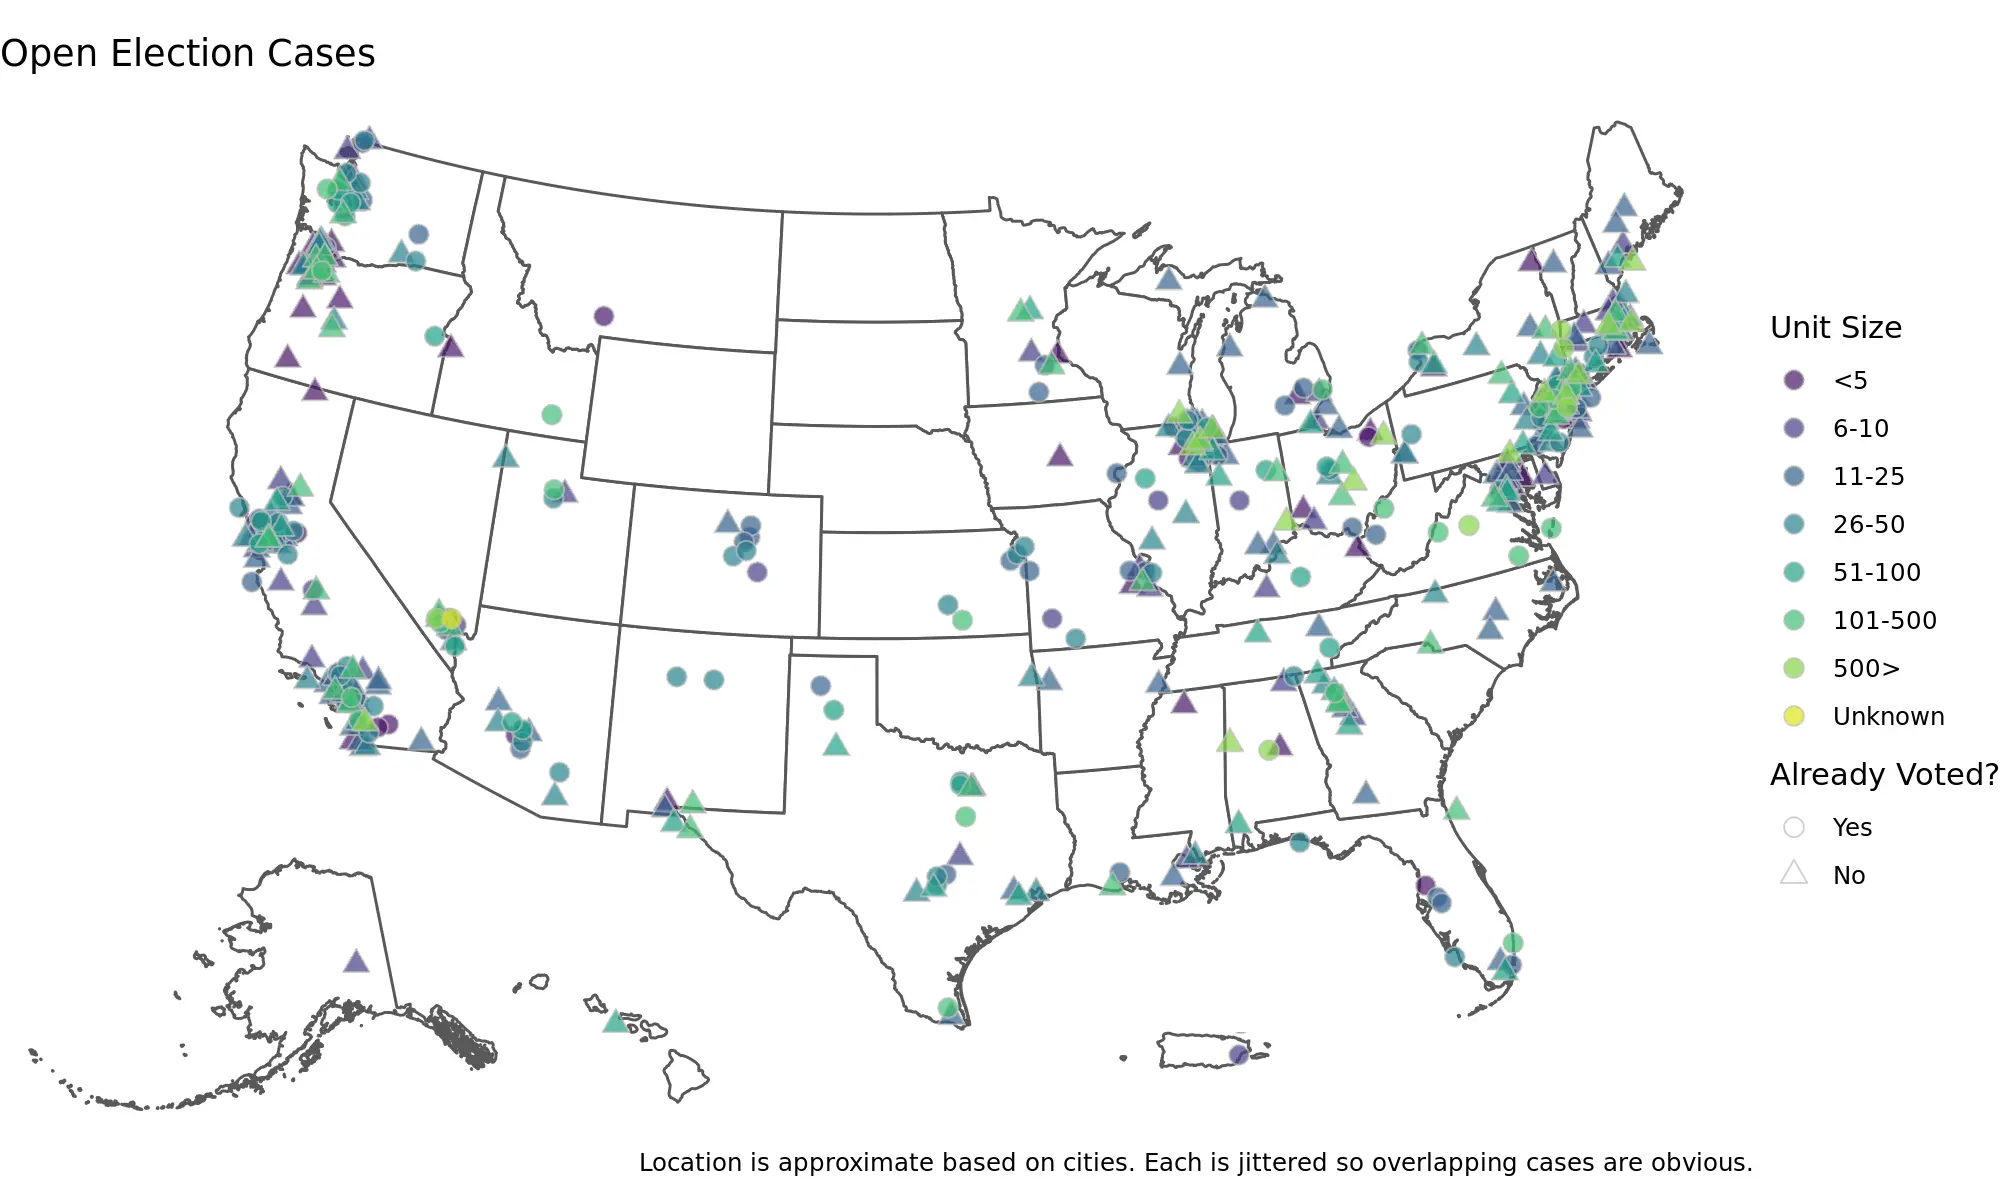 Open Election Cases
Unit Size
<5
6-10
11-25
26-50
51-100
101-500
500>
Unknown
Already Voted?
Yes
No
Location is approximate based on cities. Each is jittered so overlapping cases are obvious.